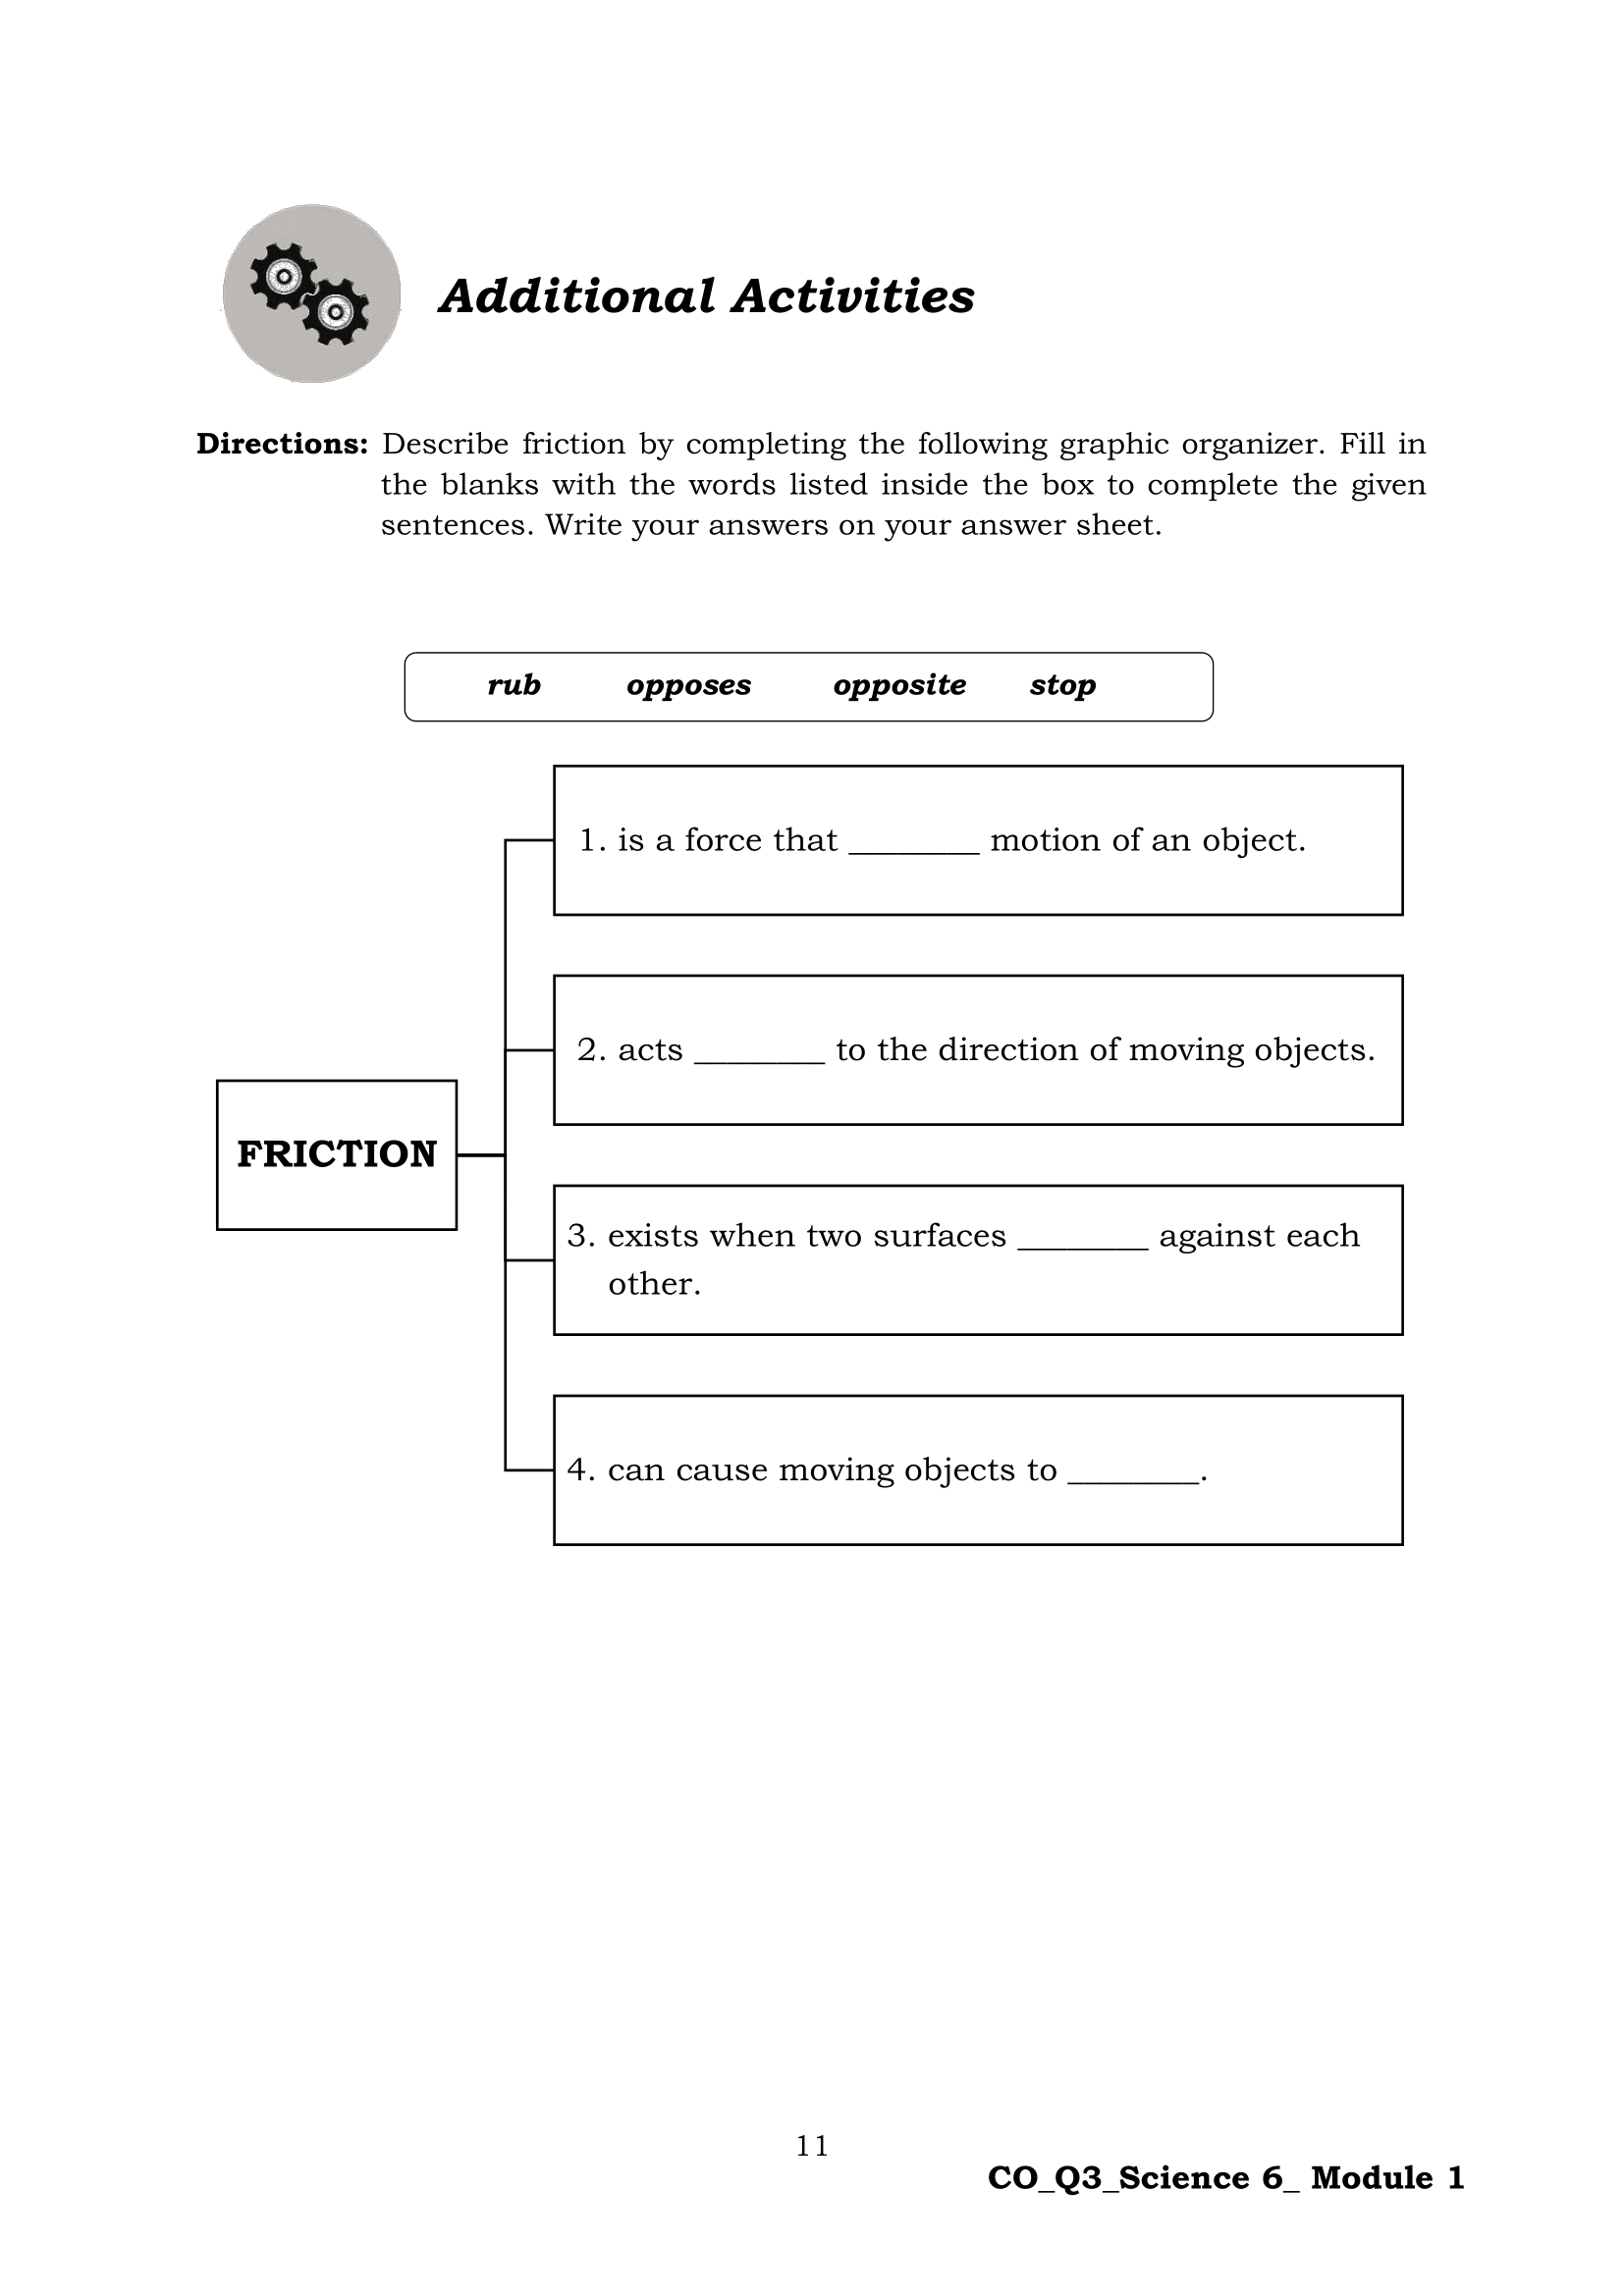 Additional Activities
Directions: Describe friction by completing the following graphic organizer. Fill in
the blanks with the words listed inside the box to complete the given
sentences. Write your answers on your answer sheet.
rub opposes opposite stop
1. is a force that ________ motion of an object.
2. acts ________ to the direction of moving objects.
FRICTION
3. exists when two surfaces ________ against each
other.
4. can cause moving objects to ________.
11
CO_Q3_Science 6_ Module 1